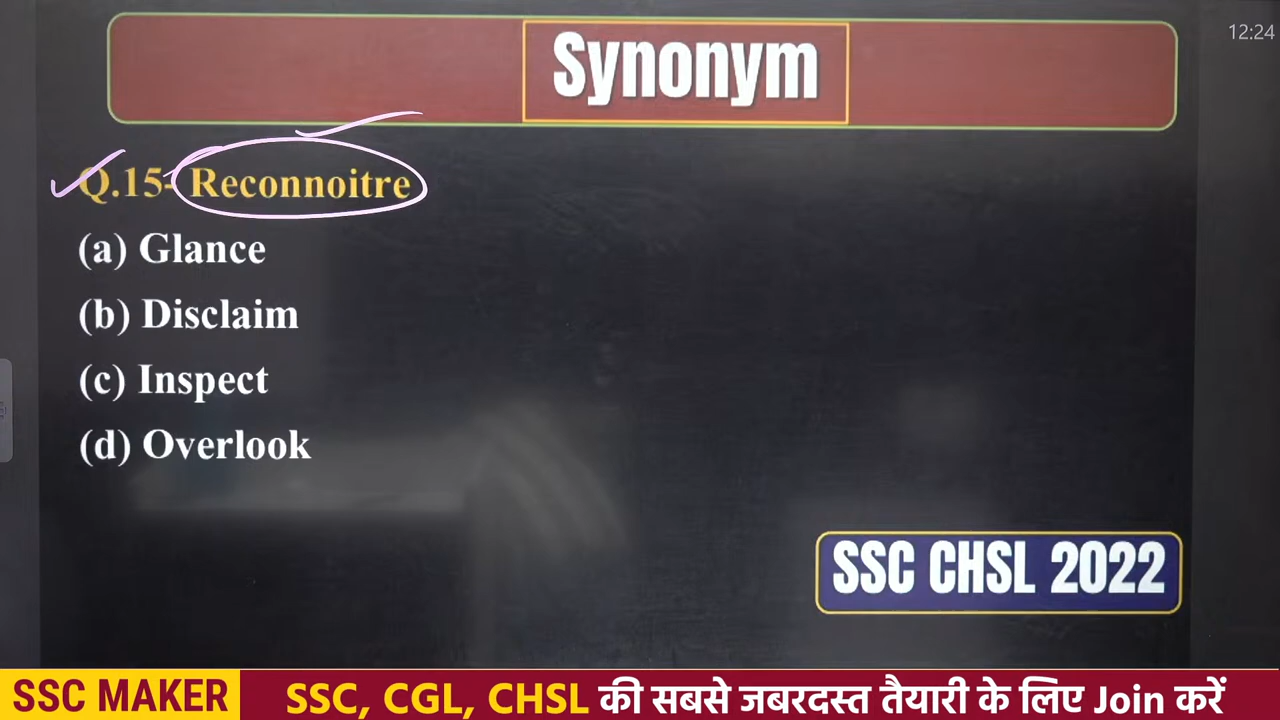 12:24
Synonym
Q.15- Reconnoitre
(a) Glance
(b) Disclaim
(c) Inspect
(d) Overlook
SSC CHSL 2022
SSC MAKER
SSC, CGL, CHSL की सबसे जबरदस्त तैयारी के लिए Join करें